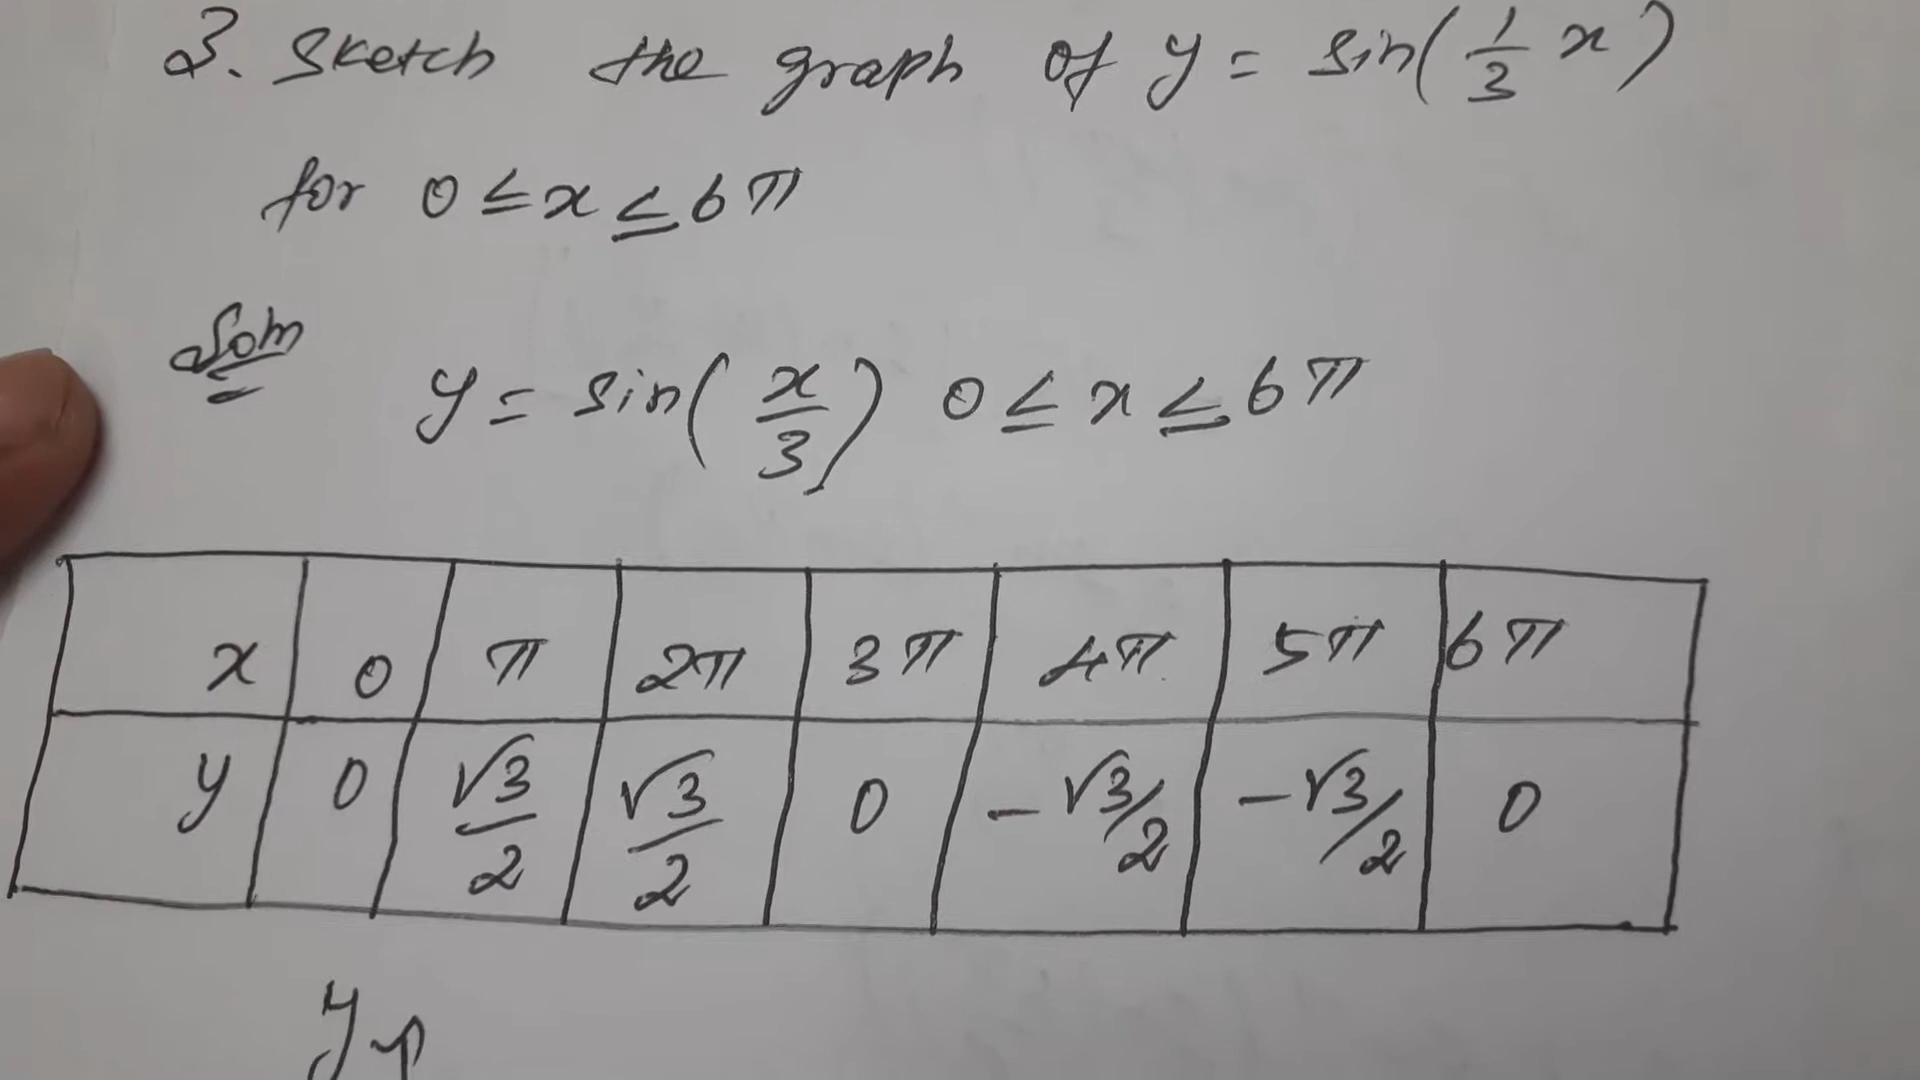 3. Sketch the graph of y = sin(1/3 x)
for 0 ≤ x ≤ 6π
Soln
y = sin(x/3) 0 ≤ x ≤ 6π
x 0 π 2π 3π 4π 5π 6π
y 0 √3/2 √3/2 0 -√3/2 -√3/2 0
y